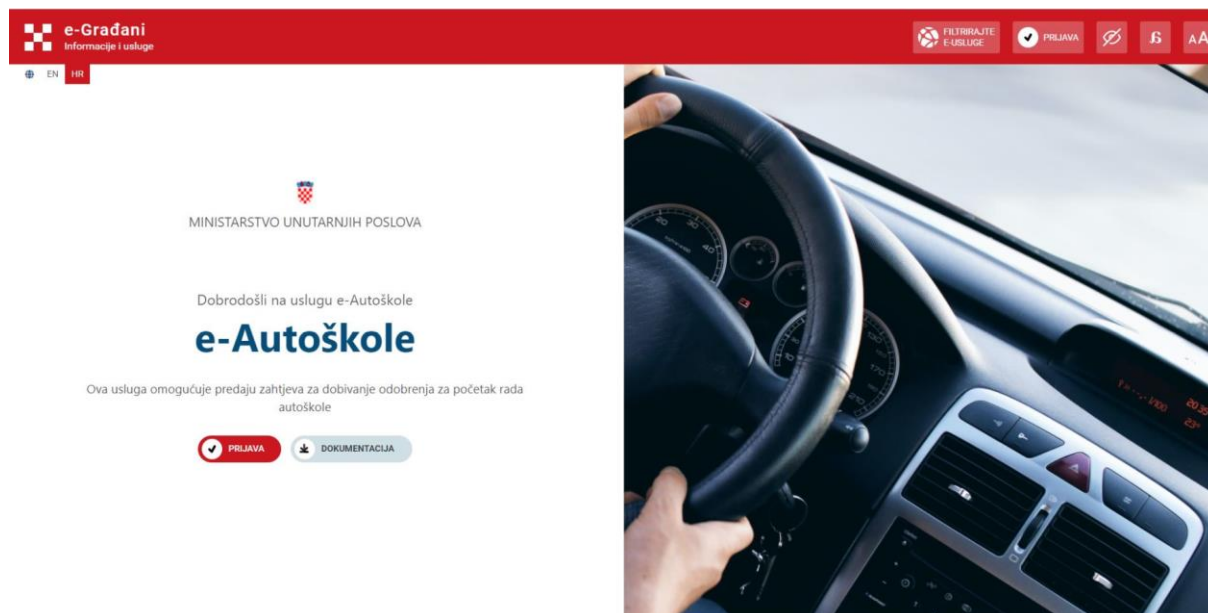 e-Građani
Informacije i usluge
FILTRIRAJTE
E-USLUGE
PRIJAVA
AA
EN HR
MINISTARSTVO UNUTARNJIH POSLOVA
Dobrodošli na uslugu e-Autoškole
e-Autoškole
Ova usluga omogućuje predaju zahtjeva za dobivanje odobrenja za početak rada
autoškole
PRIJAVA
DOKUMENTACIJA